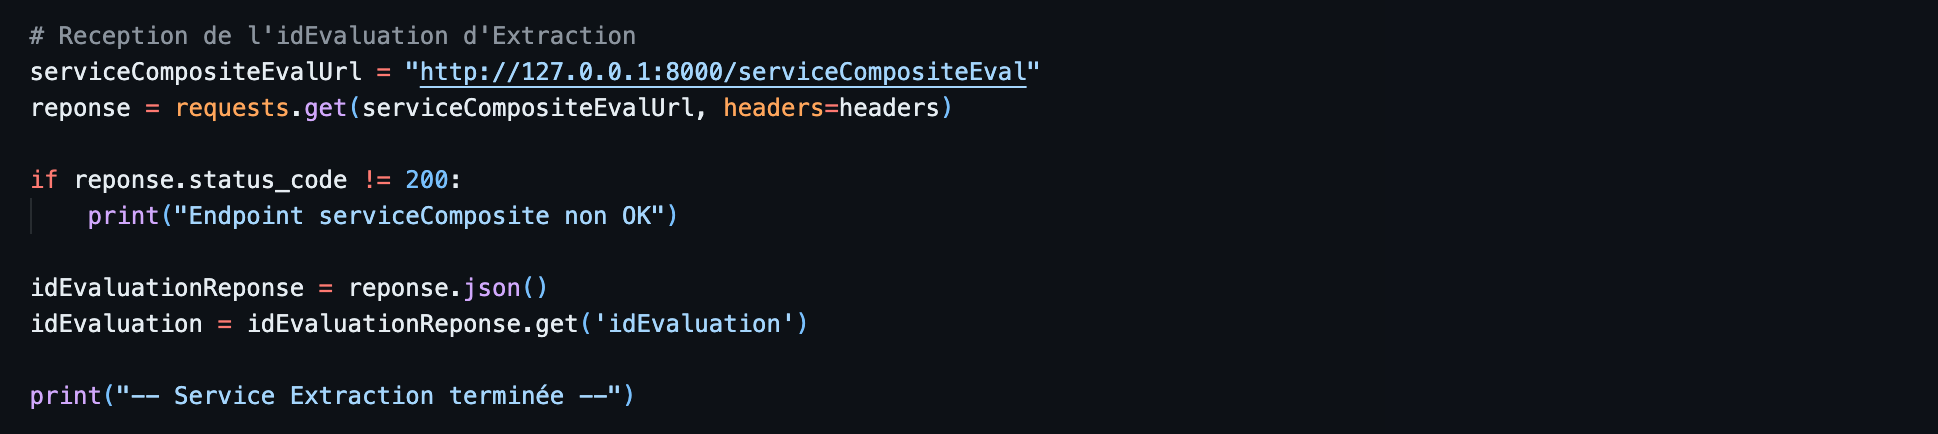 # Reception de l'idEvaluation d'Extraction
serviceCompositeEvalUrl = "http://127.0.0.1:8000/serviceCompositeEval"
reponse = requests.get(serviceCompositeEvalUrl, headers=headers)
if reponse.status_code != 200:
print("Endpoint serviceComposite non OK")
idEvaluationReponse = reponse.json()
idEvaluation = idEvaluationReponse.get('idEvaluation')
print("-- Service Extraction terminée --")